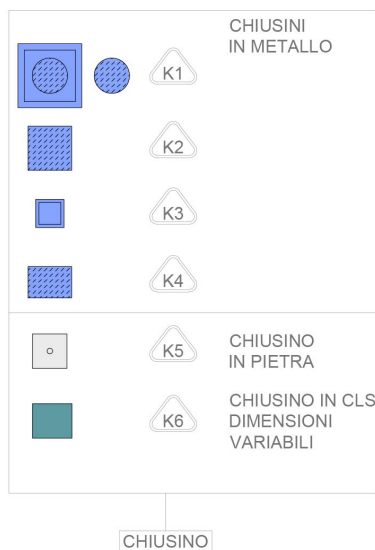 CHIUSINI
IN METALLO
K1
K2
K3
K4
K5
CHIUSINO
IN PIETRA
K6
CHIUSINO IN CLS
DIMENSIONI
VARIABILI
CHIUSINO